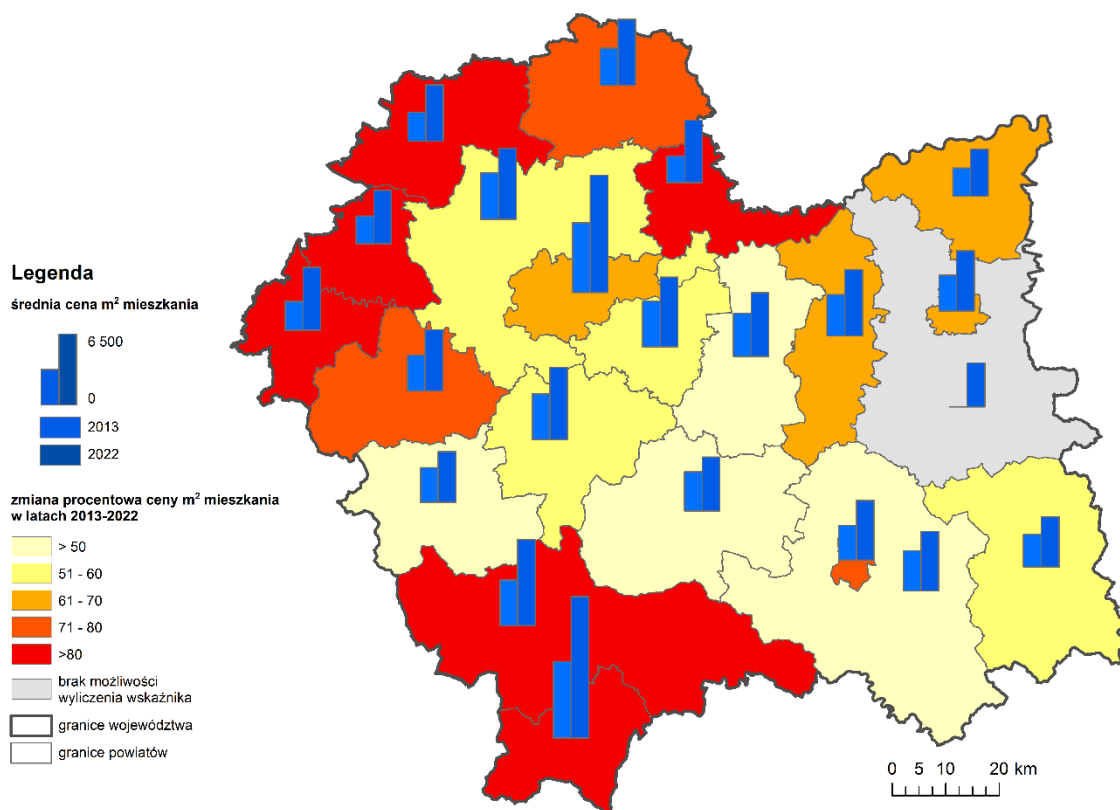 Legenda
średnia cena m² mieszkania
6 500
0
2013
2022
zmiana procentowa ceny m² mieszkania
w latach 2013-2022
> 50
51 - 60
61 - 70
71 - 80
>80
brak możliwości
wyliczenia wskaźnika
granice województwa
granice powiatów
0 5 10 20 km